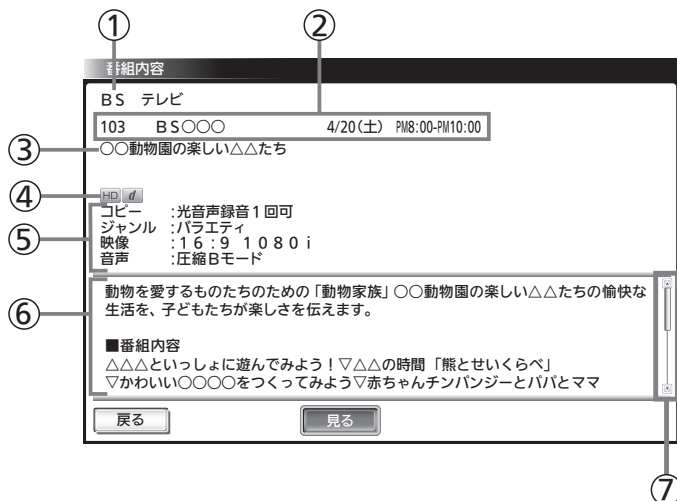 ① ②
番組内容
BS テレビ
103 BS○○○ 4/20(土) PM8:00-PM10:00
③ ○○動物園の楽しい△△たち
④ HD d
⑤ コピー :光音声録音1回可
ジャンル :バラエティ
映像 :16:9 1080i
音声 :圧縮Bモード
⑥ 動物を愛するものたちのための「動物家族」○○動物園の楽しい△△たちの愉快な
生活を、子どもたちが楽しさを伝えます。
■番組内容
△△△といっしょに遊んでみよう!▽△△の時間「熊とせいくらべ」
▽かわいい○○○○をつくってみよう▽赤ちゃんチンパンジーとパパとママ
戻る 見る
⑦